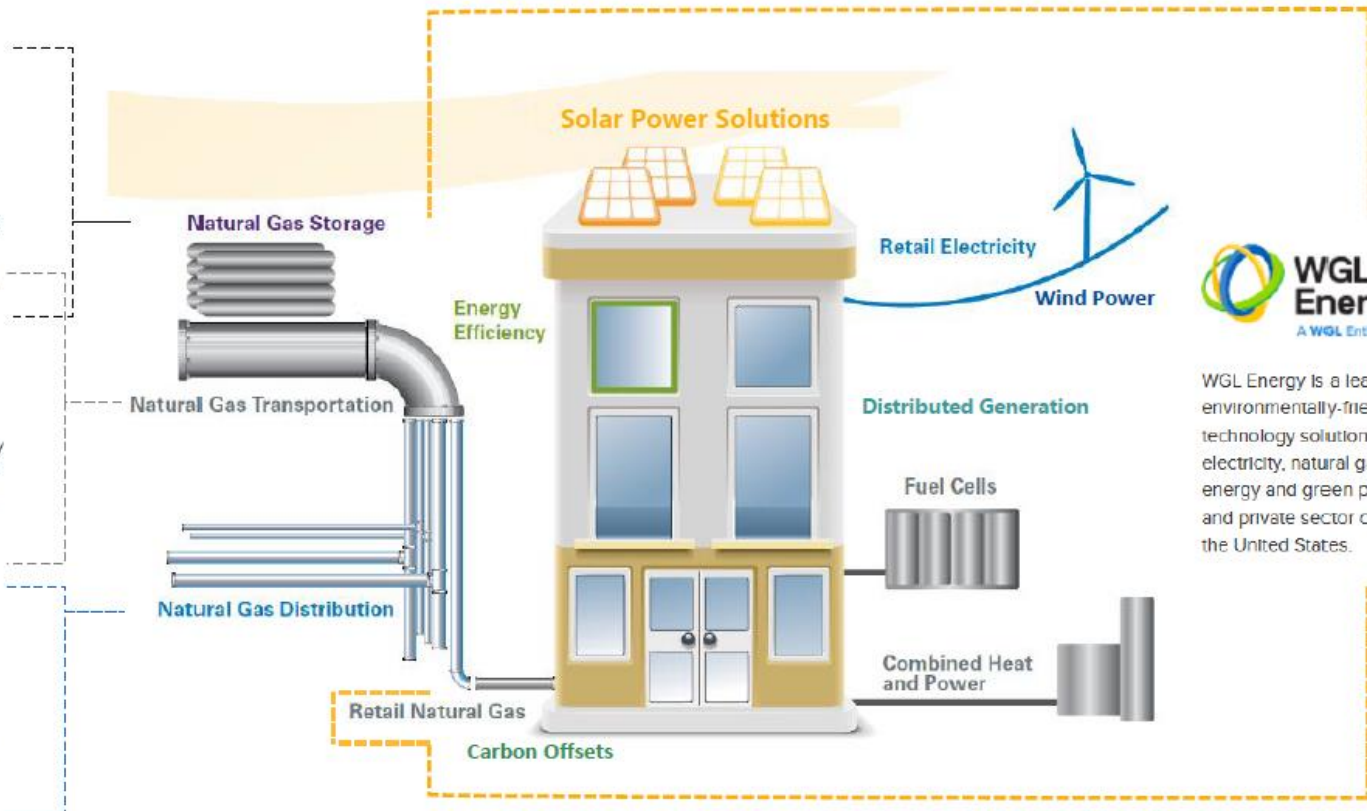 Solar Power Solutions
Natural Gas Storage
Retail Electricity
Wind Power
Energy
Efficiency
Natural Gas Transportation
Distributed Generation
Fuel Cells
Natural Gas Distribution
Combined Heat
and Power
Retail Natural Gas
Carbon Offsets
WGL
A WGL
WGL Energy is a
technology
electricity, natural
energy and green
and private sector
the United States.